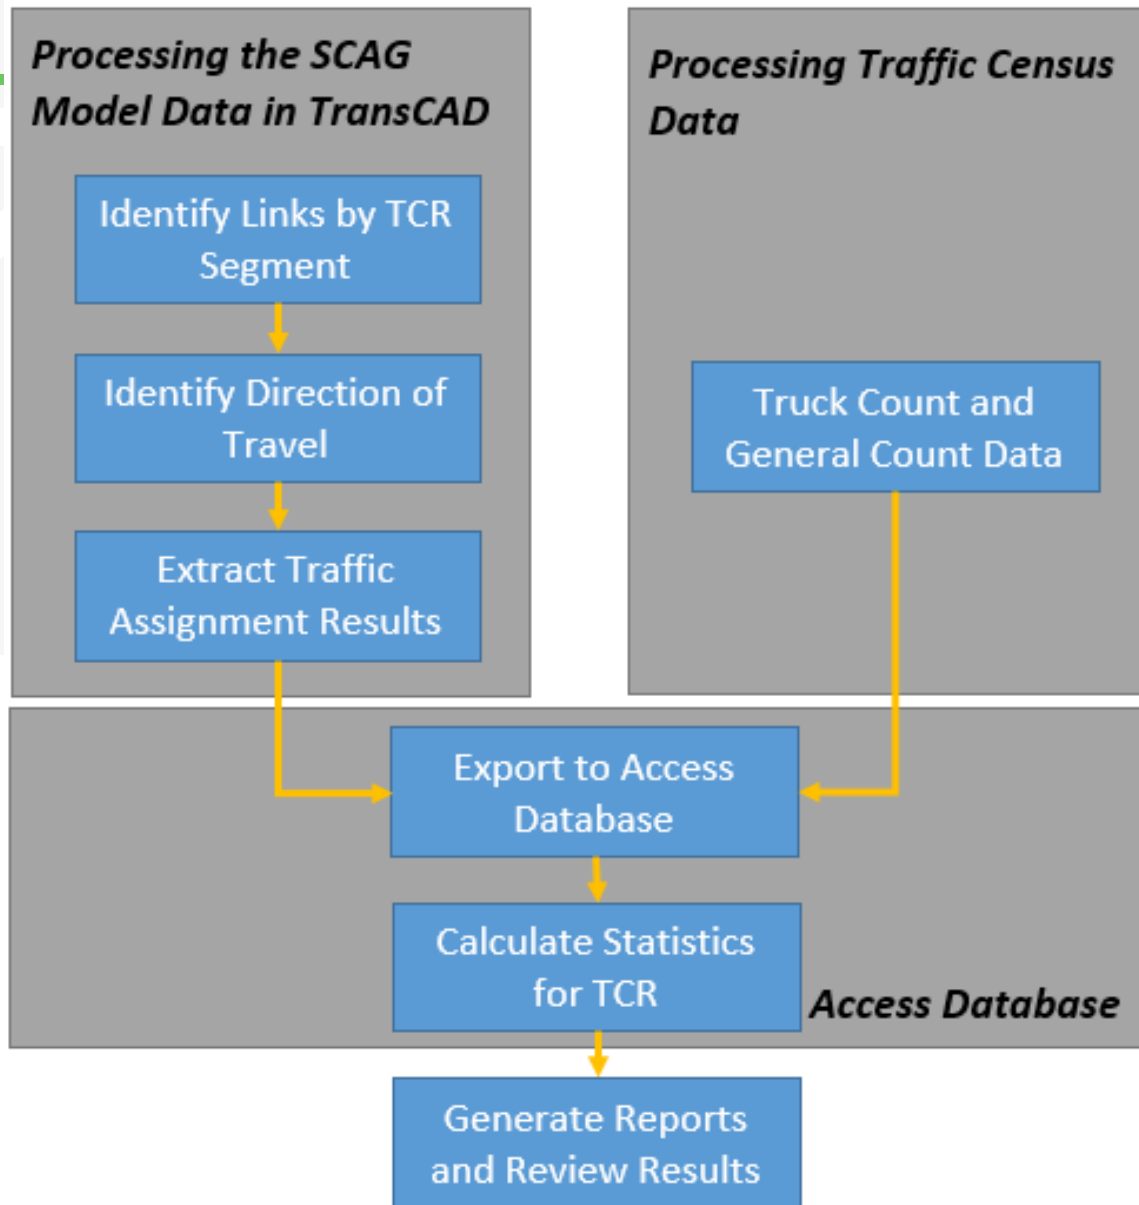 Processing the SCAG
Model Data in TransCAD
Identify Links by TCR
Segment
Identify Direction of
Travel
Extract Traffic
Assignment Results
Processing Traffic Census
Data
Truck Count and
General Count Data
Export to Access
Database
Calculate Statistics
for TCR
Access Database
Generate Reports
and Review Results